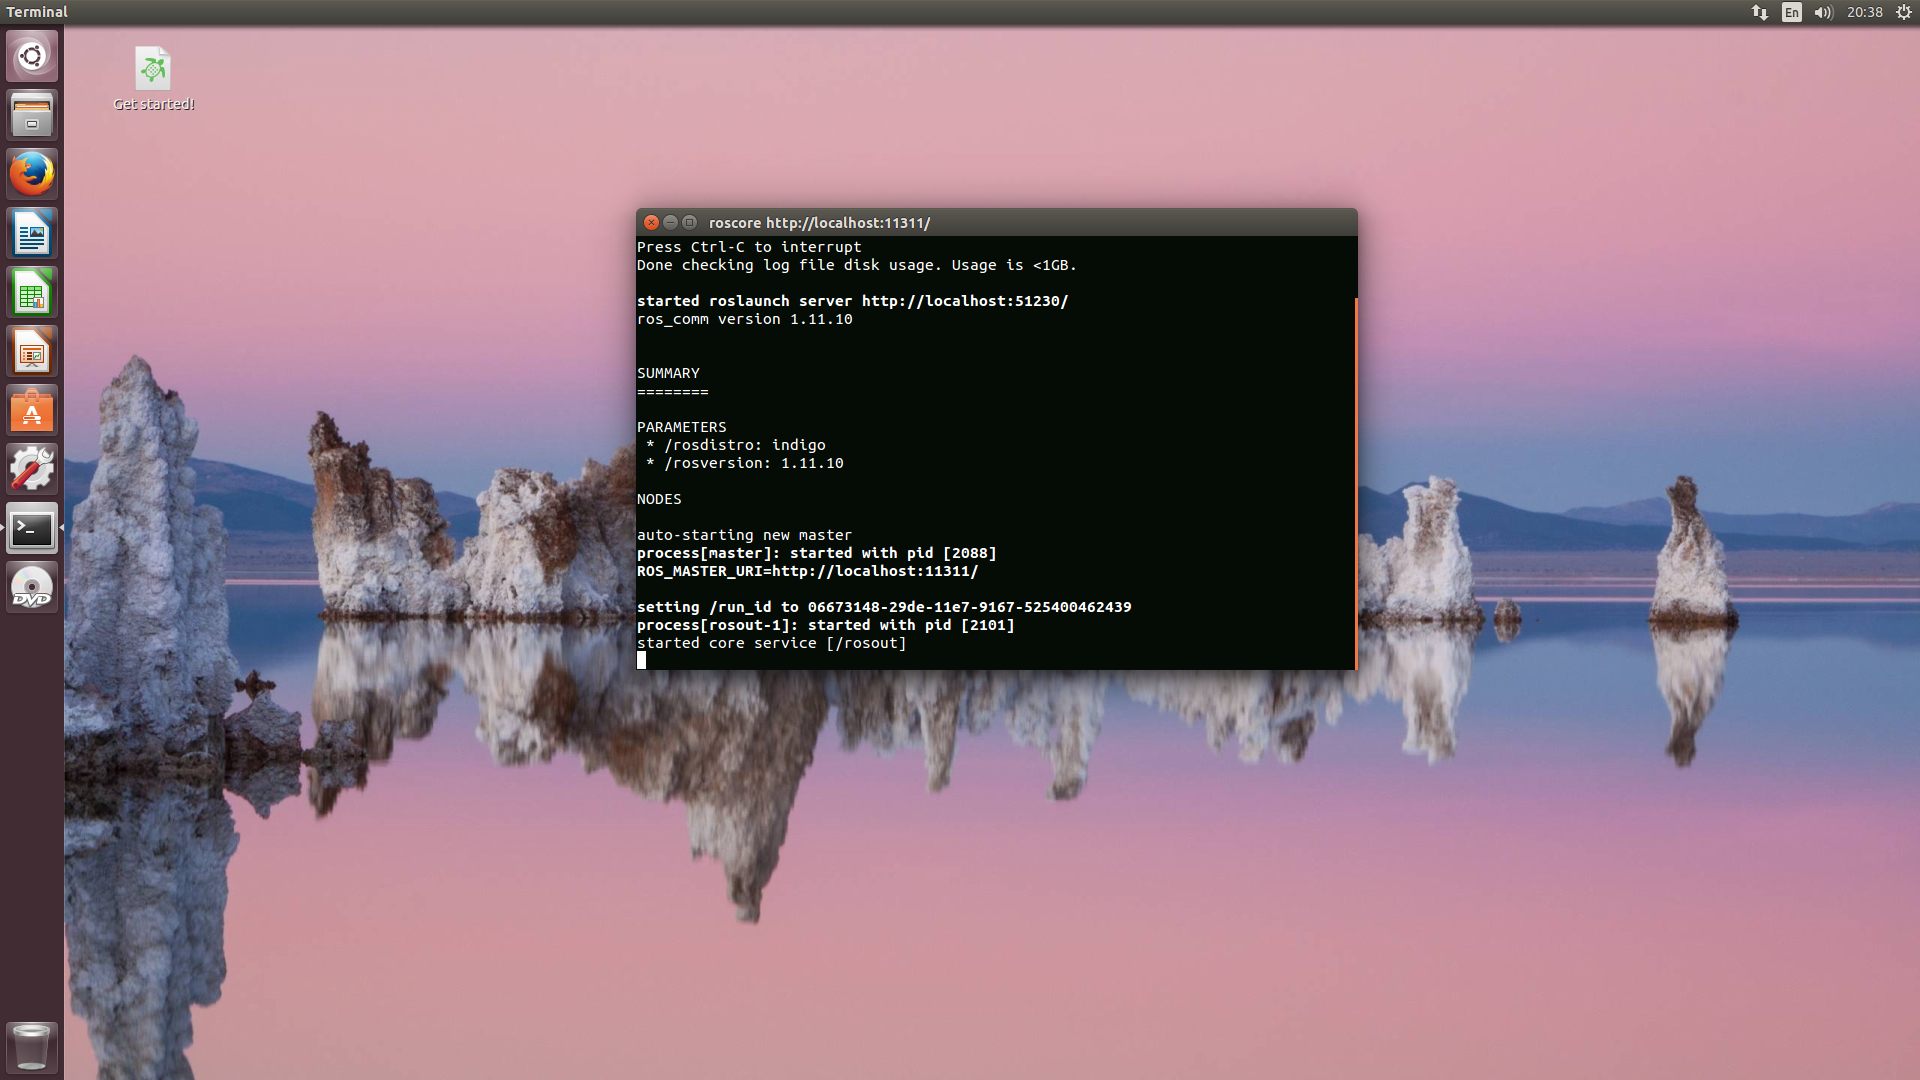 Terminal
En
20:38
Get started!
roscore http://localhost:11311/
Press Ctrl-C to interrupt
Done checking log file disk usage. Usage is <1GB.
started roslaunch server http://localhost:51230/
ros_comm version 1.11.10
SUMMARY
========
PARAMETERS
 * /rosdistro: indigo
 * /rosversion: 1.11.10
NODES
auto-starting new master
process[master]: started with pid [2088]
ROS_MASTER_URI=http://localhost:11311/
setting /run_id to 06673148-29de-11e7-9167-525400462439
process[rosout-1]: started with pid [2101]
started core service [/rosout]
>_
DVD